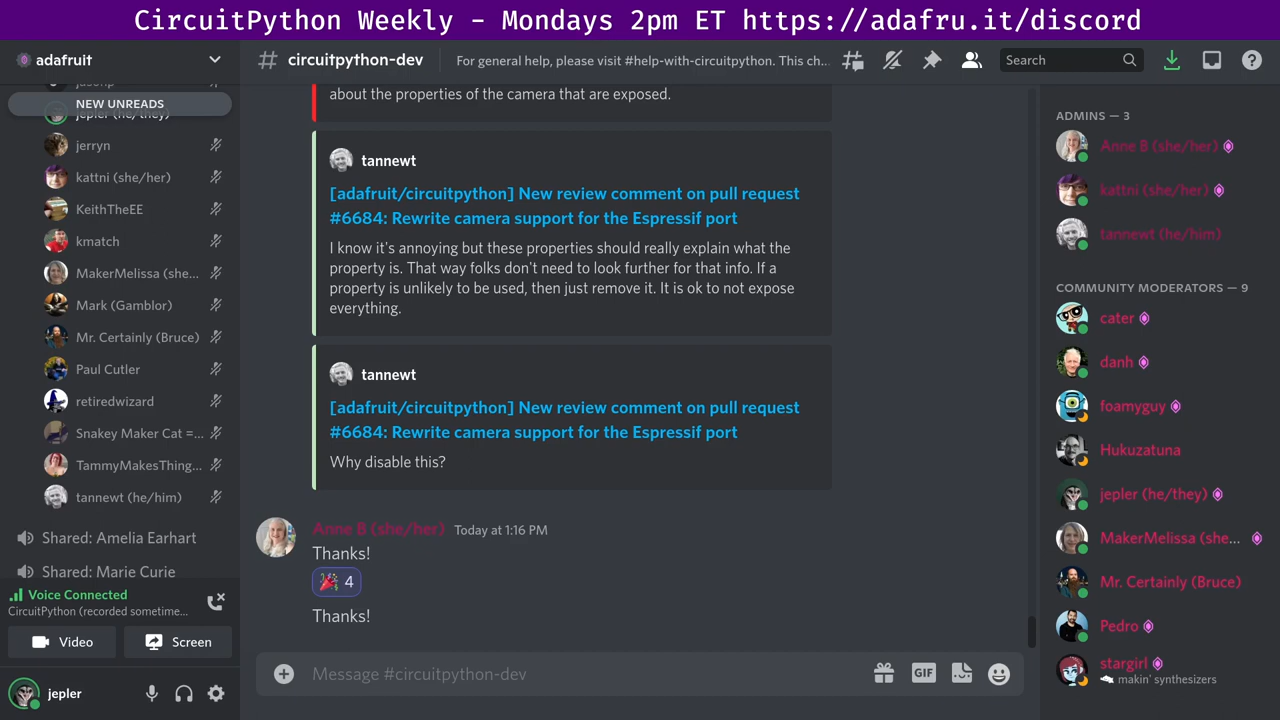 CircuitPython Weekly - Mondays 2pm ET https://adafru.it/discord
adafruit
NEW UNREADS
jepler (he/they)
jerryn
kattni (she/her)
KeithTheEE
kmatch
MakerMelissa (she...
Mark (Gamblor)
Mr. Certainly (Bruce)
Paul Cutler
retiredwizard
Snakey Maker Cat =...
TammyMakesThing...
tannewt (he/him)
Shared: Amelia Earhart
Shared: Marie Curie
Voice Connected
CircuitPython (recorded sometime...
Video
Screen
jepler
circuitpython-dev
For general help, please visit #help-with-circuitpython. This ch...
Search
about the properties of the camera that are exposed.
tannewt
[adafruit/circuitpython] New review comment on pull request
#6684: Rewrite camera support for the Espressif port
I know it's annoying but these properties should really explain what the
property is. That way folks don't need to look further for that info. If a
property is unlikely to be used, then just remove it. It is ok to not expose
everything.
tannewt
[adafruit/circuitpython] New review comment on pull request
#6684: Rewrite camera support for the Espressif port
Why disable this?
Anne B (she/her) Today at 1:16 PM
Thanks!
4
Thanks!
Message #circuitpython-dev
GIF
ADMINS — 3
Anne B (she/her)
kattni (she/her)
tannewt (he/him)
COMMUNITY MODERATORS — 9
cater
danh
foamyguy
Hukuzatuna
jepler (he/they)
MakerMelissa (she...
Mr. Certainly (Bruce)
Pedro
stargirl
makin' synthesizers